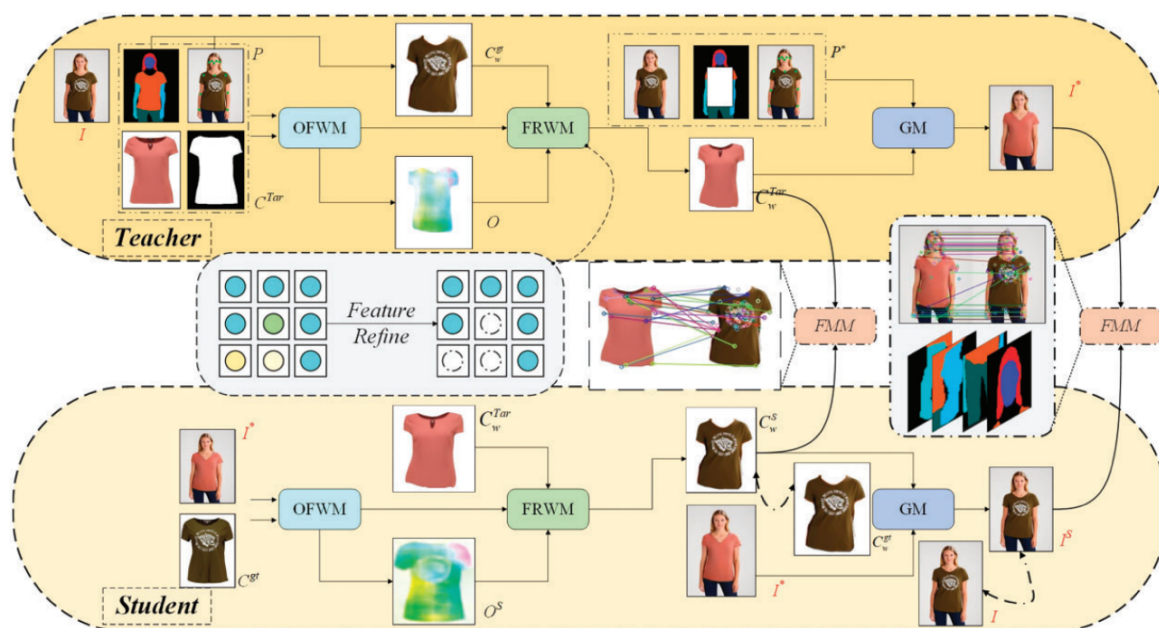 P
I
C^{Tar}
OFWM
C_w^{gt}
O
FRWM
P*
C_w^{Tar}
GM
I*
Teacher
Feature
Refine
FMM
FMM
I*
C^{gt}
OFWM
C_w^{Tar}
O^S
FRWM
C_w^S
C_w^{gt}
I*
GM
I^S
I
Student